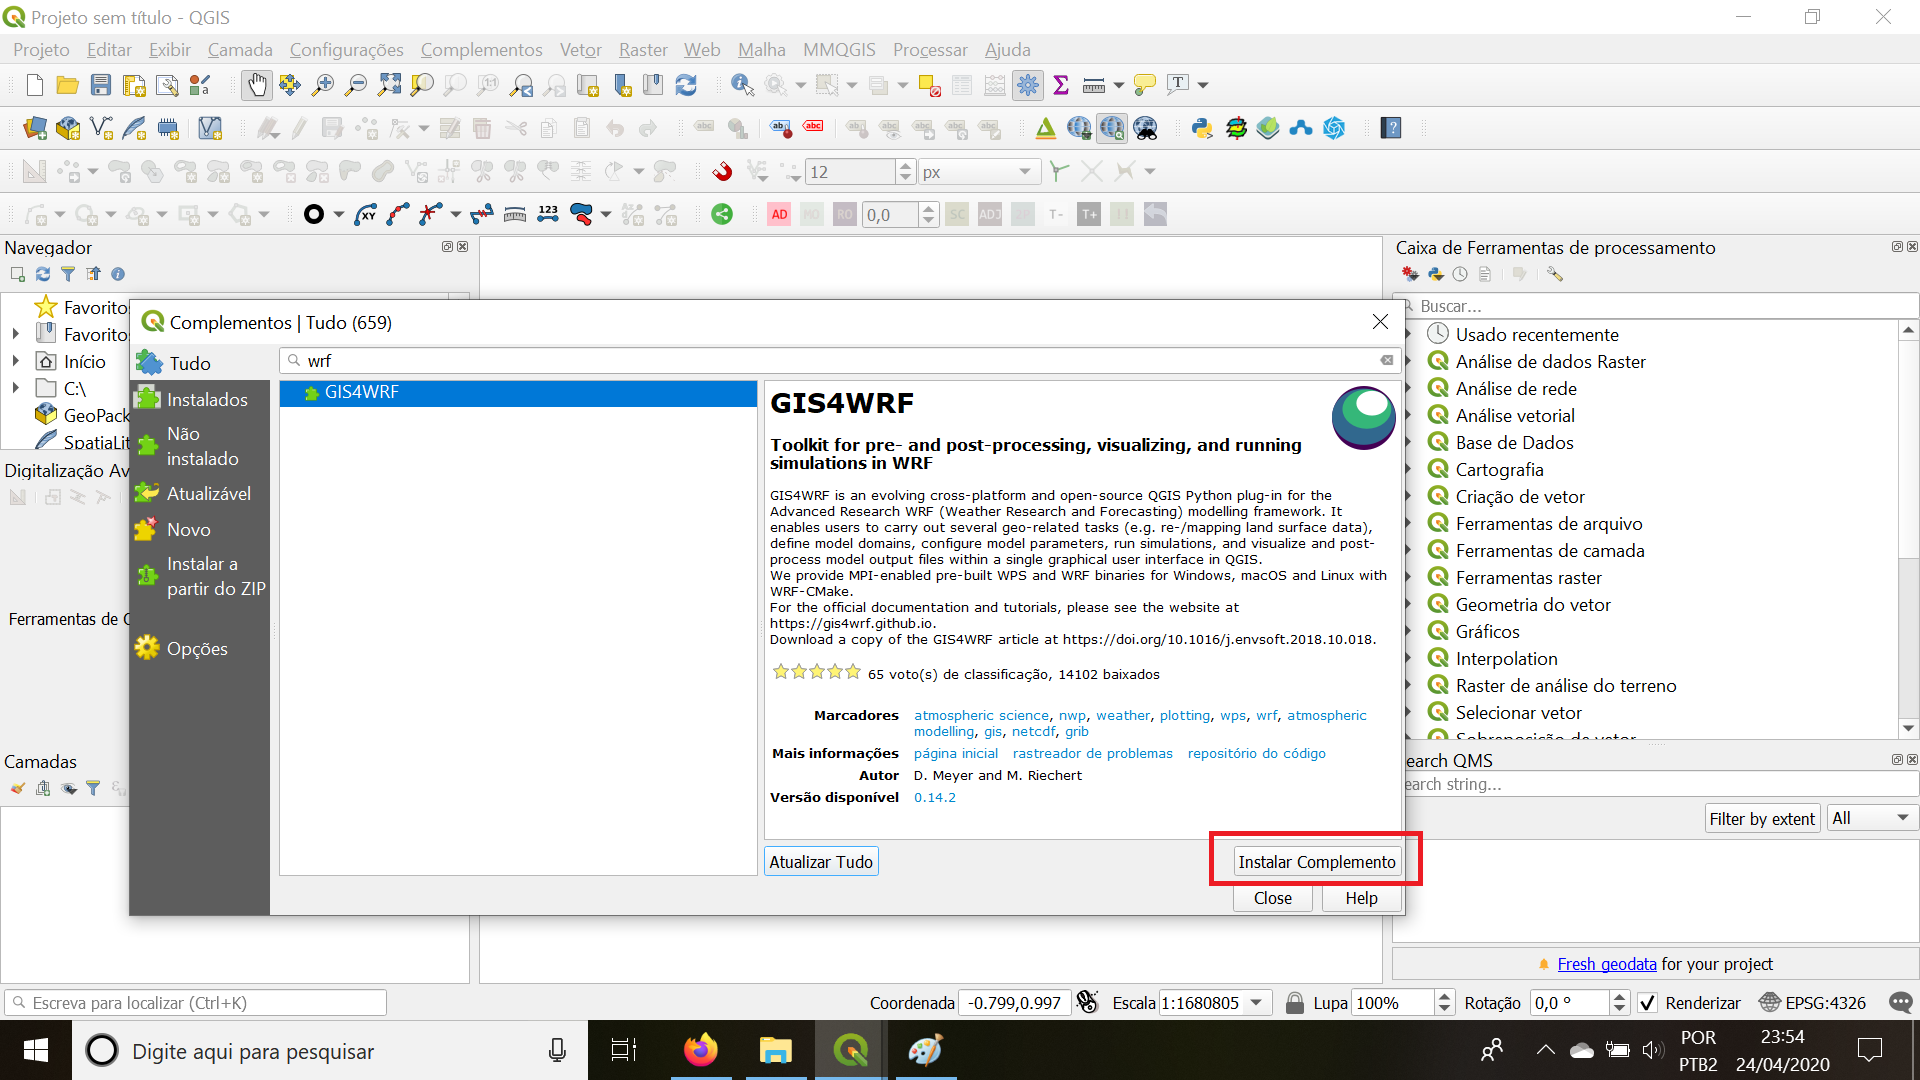 Projeto sem título - QGIS
Projeto Editar Exibir Camada Configurações Complementos Vetor Raster Web Malha MMQGIS Processar Ajuda
12 px
XY 123 AD MO RO 0,0 SC ADJ 2P T- T+ !!
Navegador
Caixa de Ferramentas de processamento
Favoritos
Favorito
Início
C:\
GeoPack
SpatiaLit
Digitalização Av
Ferramentas de C
Camadas
Complementos | Tudo (659)
Tudo
Instalados
Não
instalado
Atualizável
Novo
Instalar a
partir do ZIP
Opções
wrf
GIS4WRF
GIS4WRF
Toolkit for pre- and post-processing, visualizing, and running
simulations in WRF
GIS4WRF is an evolving cross-platform and open-source QGIS Python plug-in for the
Advanced Research WRF (Weather Research and Forecasting) modelling framework. It
enables users to carry out several geo-related tasks (e.g. re-/mapping land surface data),
define model domains, configure model parameters, run simulations, and visualize and post-
process model output files within a single graphical user interface in QGIS.
We provide MPI-enabled pre-built WPS and WRF binaries for Windows, macOS and Linux with
WRF-CMake.
For the official documentation and tutorials, please see the website at
https://gis4wrf.github.io.
Download a copy of the GIS4WRF article at https://doi.org/10.1016/j.envsoft.2018.10.018.
65 voto(s) de classificação, 14102 baixados
Marcadores atmospheric science, nwp, weather, plotting, wps, wrf, atmospheric
modelling, gis, netcdf, grib
Mais informações página inicial rastreador de problemas repositório do código
Autor D. Meyer and M. Riechert
Versão disponível 0.14.2
Atualizar Tudo
Instalar Complemento
Close Help
Buscar...
Usado recentemente
Análise de dados Raster
Análise de rede
Análise vetorial
Base de Dados
Cartografia
Criação de vetor
Ferramentas de arquivo
Ferramentas de camada
Ferramentas raster
Geometria do vetor
Gráficos
Interpolation
Raster de análise do terreno
Selecionar vetor
Sobreposição de vetor
earch QMS
earch string...
Filter by extent All
Fresh geodata for your project
Escreva para localizar (Ctrl+K)
Coordenada -0.799,0.997 Escala 1:1680805 Lupa 100% Rotação 0,0 ° Renderizar EPSG:4326
Digite aqui para pesquisar
POR
PTB2
23:54
24/04/2020